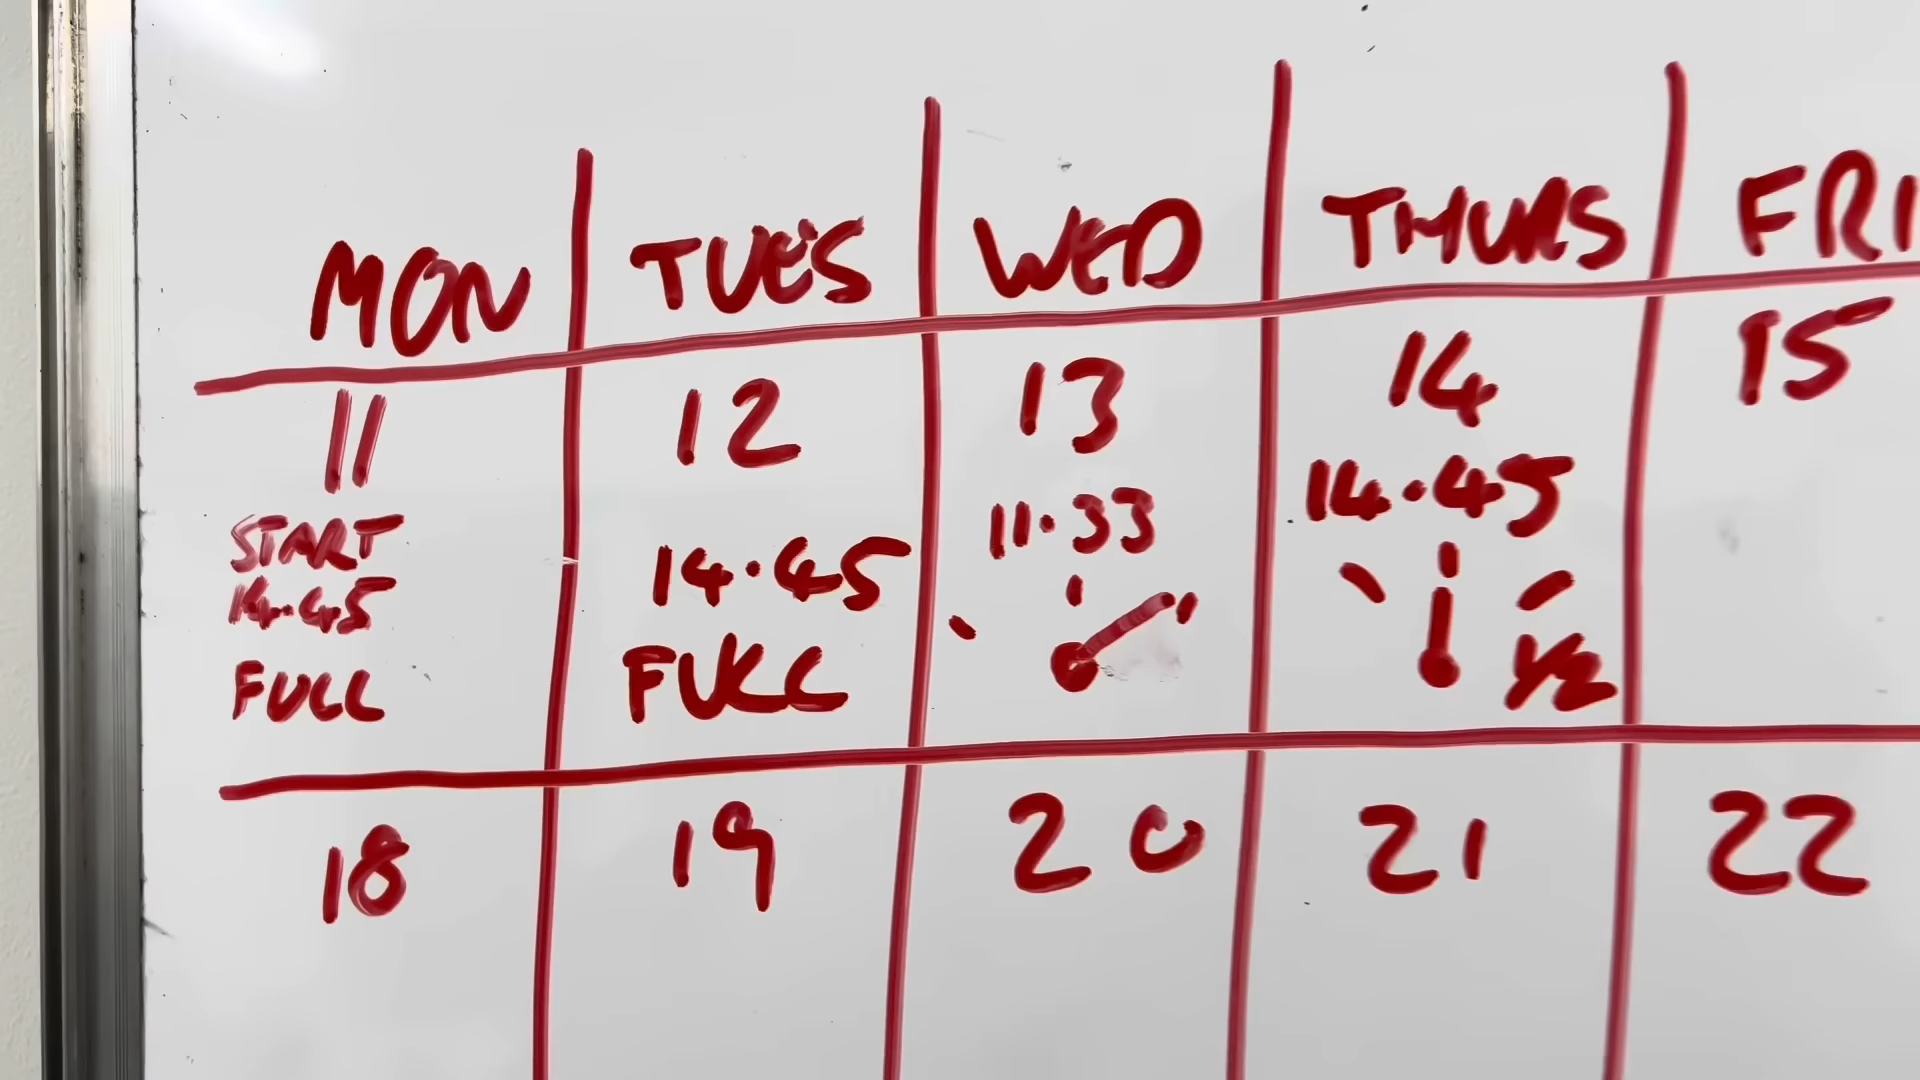 MON TUES WED THURS FRI
11 12 13 14 15
START 14.45 FULL
14.45 FULL
11.33
14.45 1/2
18 19 20 21 22